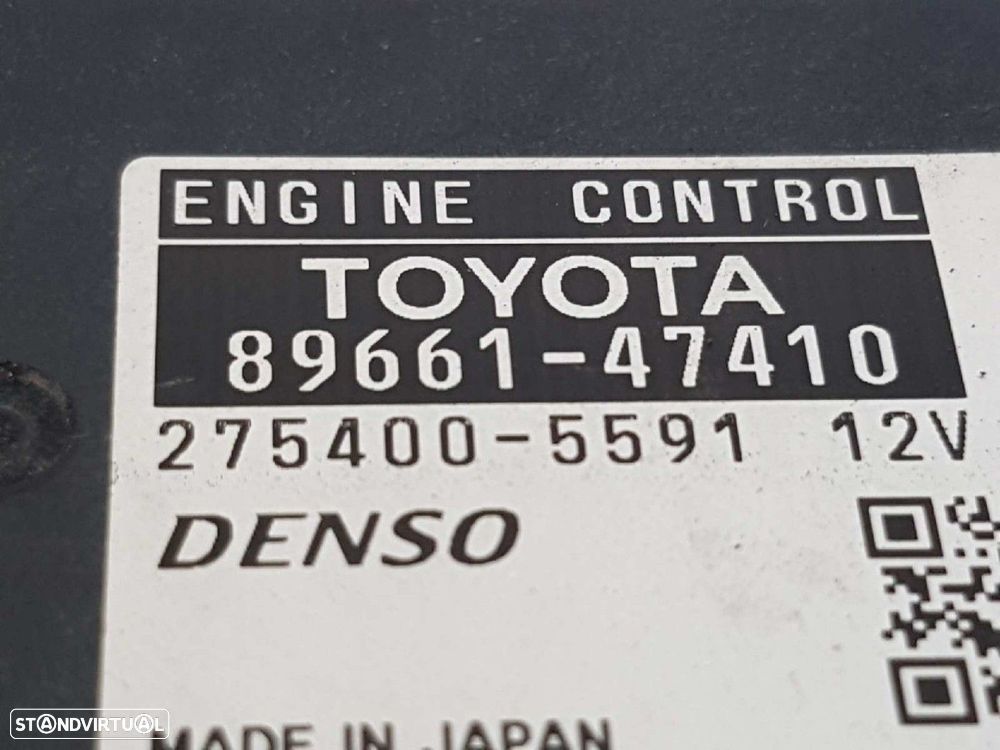 ENGINE CONTROL
TOYOTA
89661-47410
275400-5591 12V
DENSO
MADE IN JAPAN
STANDVIRTUAL